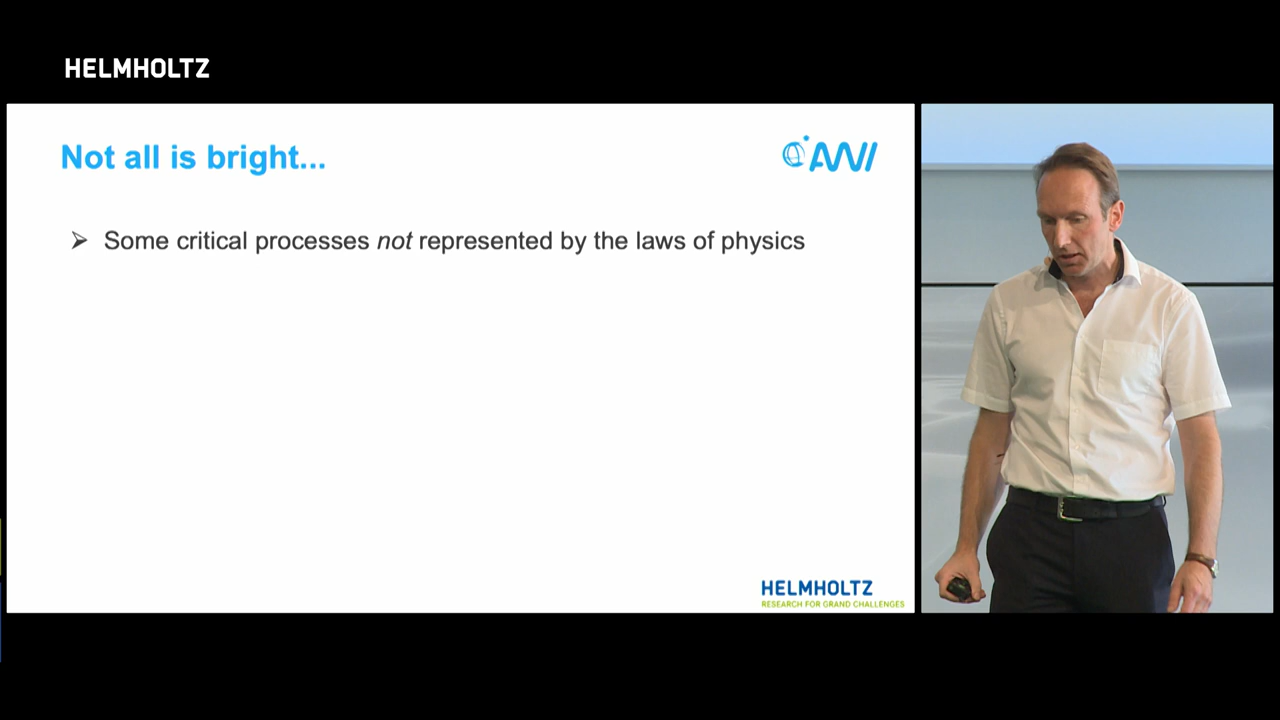 HELMHOLTZ
Not all is bright...
AWI
Some critical processes not represented by the laws of physics
HELMHOLTZ
RESEARCH FOR GRAND CHALLENGES